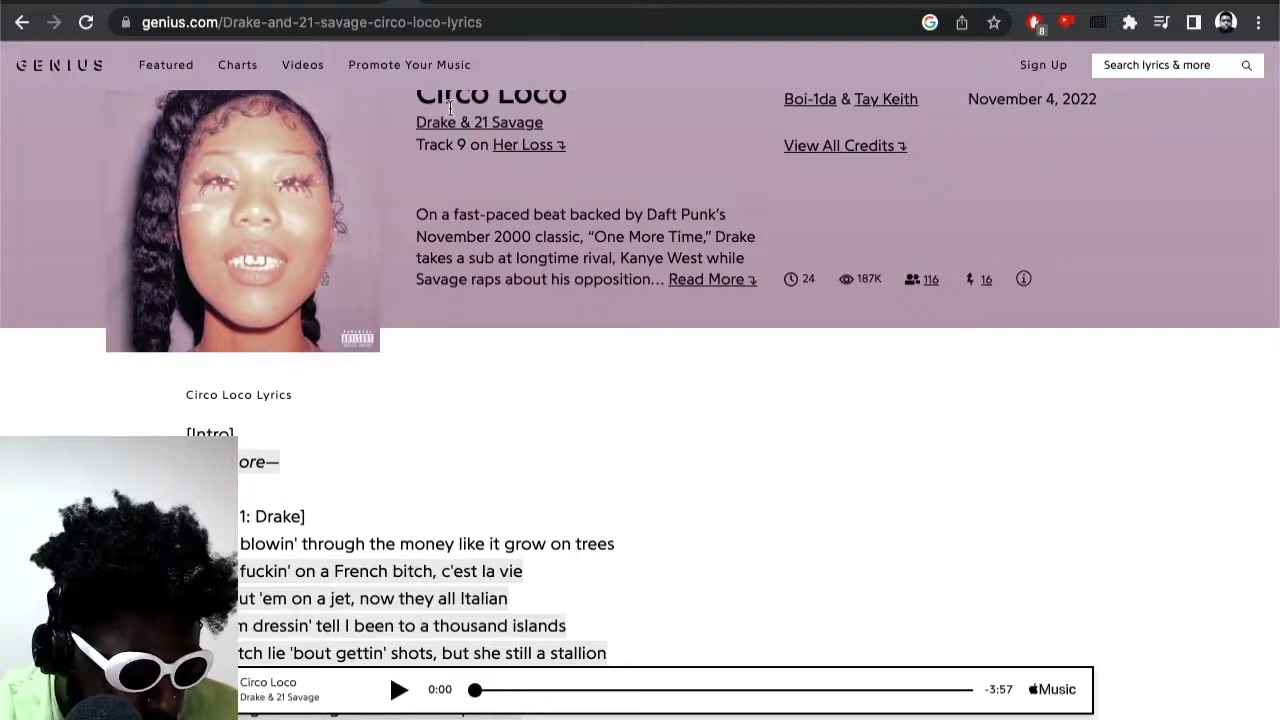 genius.com/Drake-and-21-savage-circo-loco-lyrics
8
GENIUS Featured Charts Videos Promote Your Music Sign Up Search lyrics & more
Circo Loco
Drake & 21 Savage
Track 9 on Her Loss
Boi-1da & Tay Keith November 4, 2022
View All Credits
On a fast-paced beat backed by Daft Punk's
November 2000 classic, "One More Time," Drake
takes a sub at longtime rival, Kanye West while
Savage raps about his opposition... Read More
24 187K 116 16
PARENTAL
ADVISORY
Circo Loco Lyrics
[Intro]
ore—
1: Drake]
blowin' through the money like it grow on trees
fuckin' on a French bitch, c'est la vie
ut 'em on a jet, now they all Italian
m dressin' tell I been to a thousand islands
tch lie 'bout gettin' shots, but she still a stallion
Circo Loco
Drake & 21 Savage
0:00 -3:57 Music